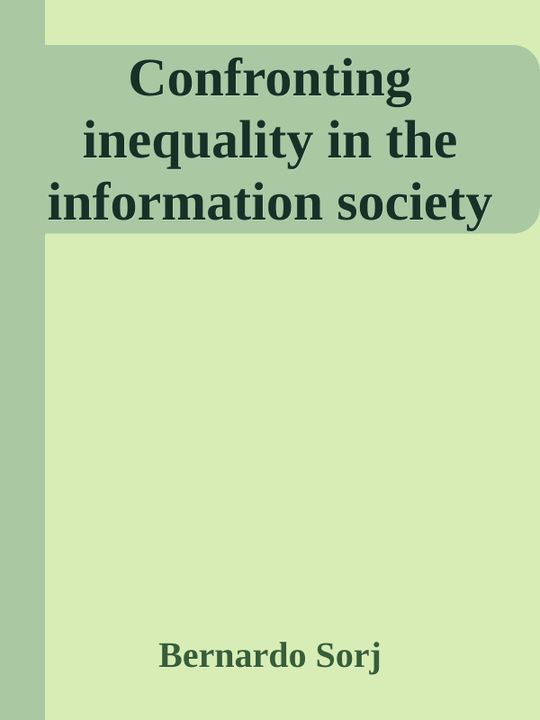 Confronting
inequality in the
information society
Bernardo Sorj